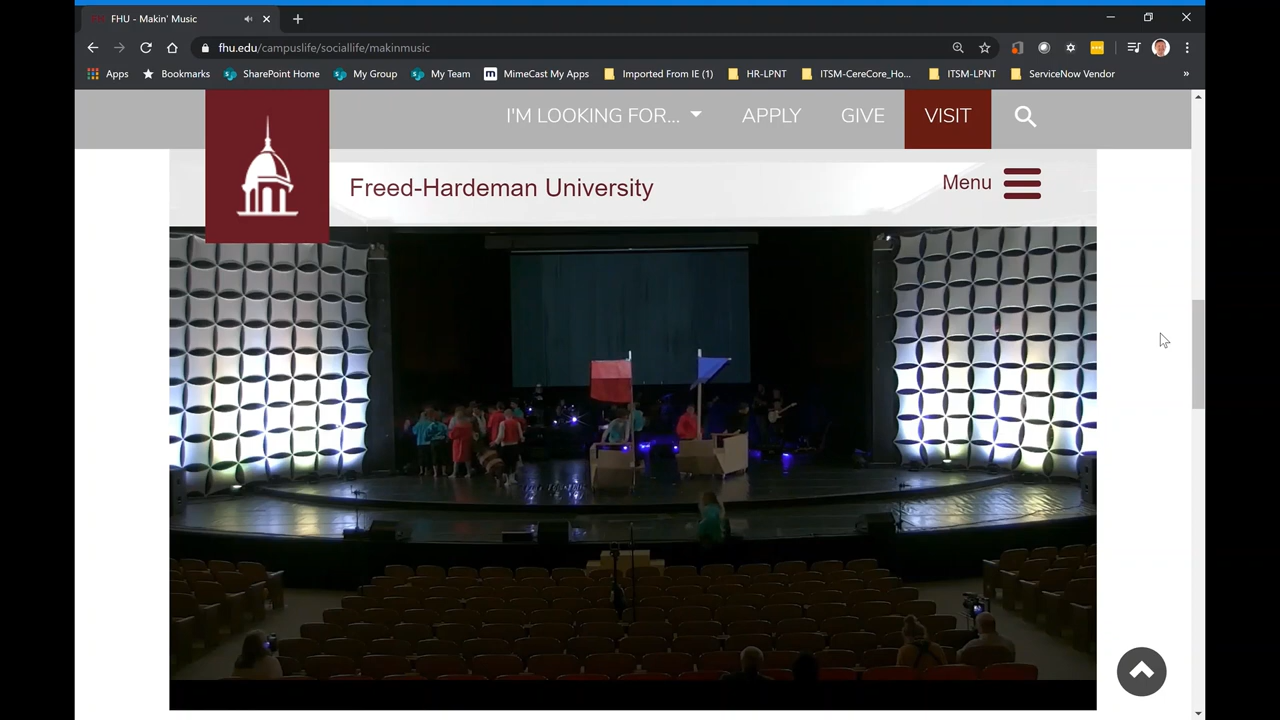 FHU - Makin' Music
fhu.edu/campuslife/sociallife/makinmusic
Apps Bookmarks SharePoint Home My Group My Team MimeCast My Apps Imported From IE (1) HR-LPNT ITSM-CereCore_Ho... ITSM-LPNT ServiceNow Vendor »
I'M LOOKING FOR... APPLY GIVE VISIT
Freed-Hardeman University
Menu